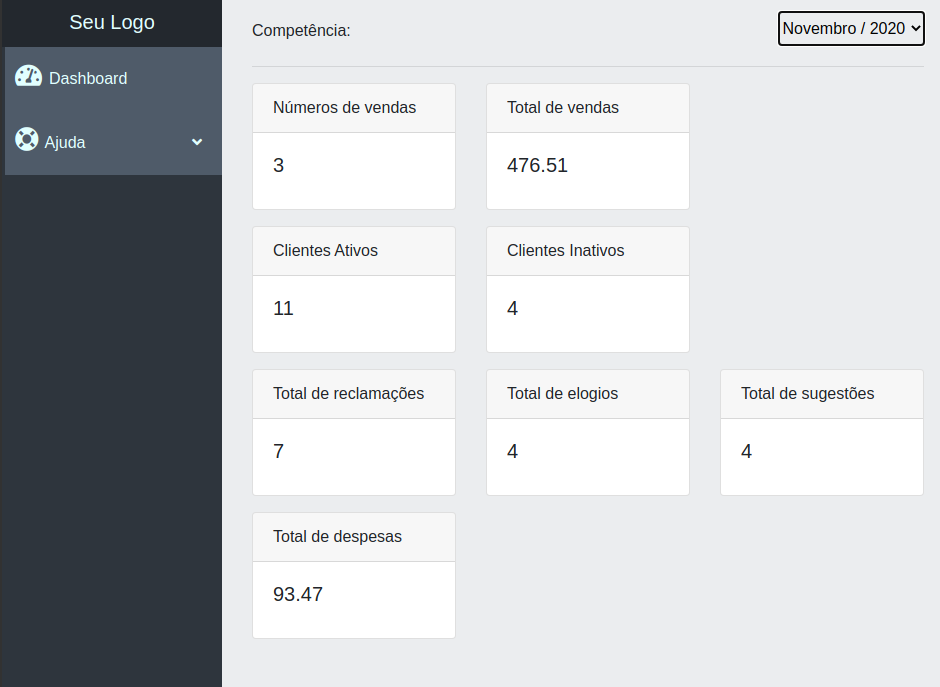 Seu Logo
Dashboard
Ajuda
Competência:
Novembro / 2020
Números de vendas
3
Total de vendas
476.51
Clientes Ativos
11
Clientes Inativos
4
Total de reclamações
7
Total de elogios
4
Total de sugestões
4
Total de despesas
93.47